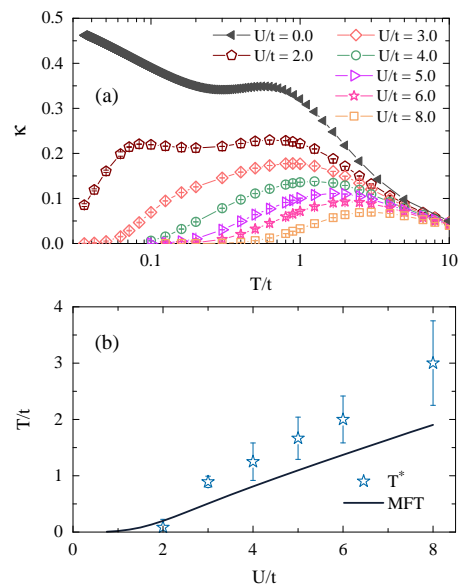 0.5
0.4
0.3
0.2
0.1
0.0
κ
(a)
U/t = 0.0
U/t = 2.0
U/t = 3.0
U/t = 4.0
U/t = 5.0
U/t = 6.0
U/t = 8.0
0.1 1 10
T/t
4
3
2
1
0
T/t
(b)
T*
MFT
0 2 4 6 8
U/t